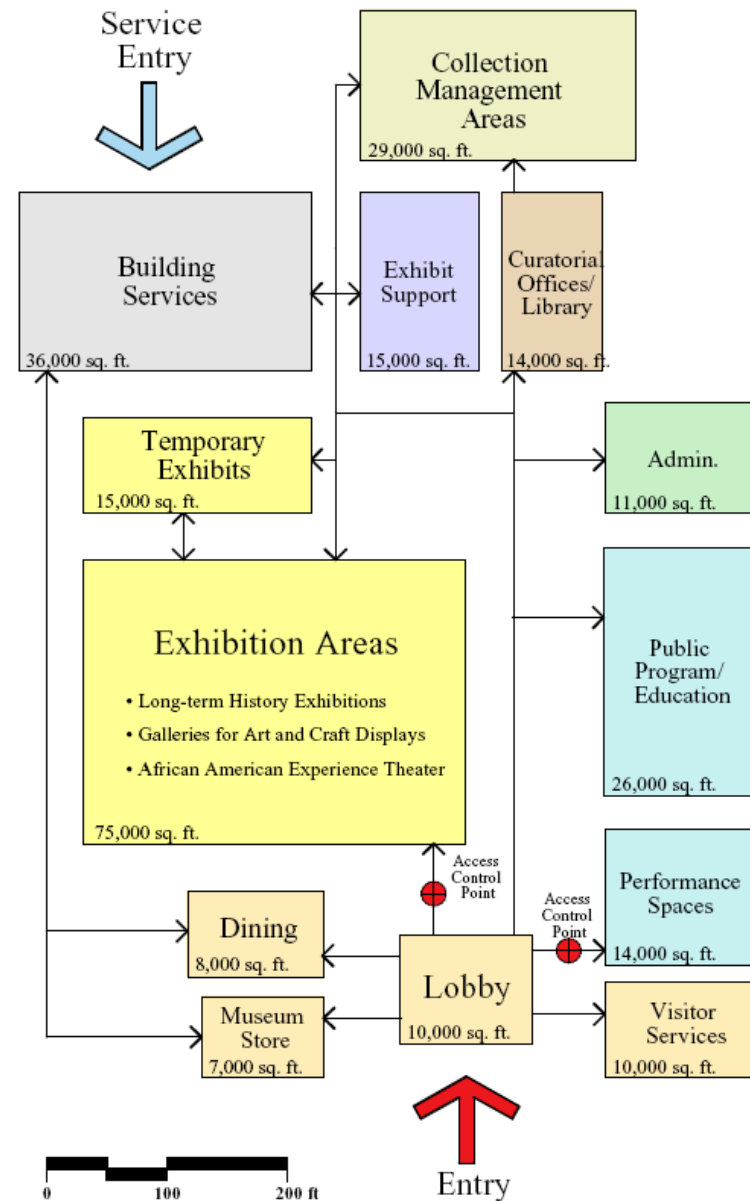 Service
Entry
Collection
Management
Areas
29,000 sq. ft.
Building
Services
36,000 sq. ft.
Exhibit
Support
15,000 sq. ft.
Curatorial
Offices/
Library
14,000 sq. ft.
Temporary
Exhibits
15,000 sq. ft.
Admin.
11,000 sq. ft.
Exhibition Areas
• Long-term History Exhibitions
• Galleries for Art and Craft Displays
• African American Experience Theater
75,000 sq. ft.
Public
Program/
Education
26,000 sq. ft.
Access
Control
Point
Access
Control
Point
Performance
Spaces
14,000 sq. ft.
Dining
8,000 sq. ft.
Lobby
10,000 sq. ft.
Museum
Store
7,000 sq. ft.
Visitor
Services
10,000 sq. ft.
Entry
0 100 200 ft